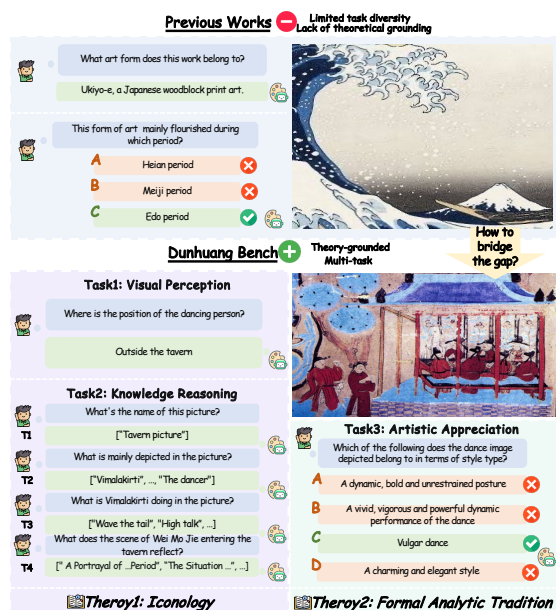 Previous Works
Limited task diversity
Lack of theoretical grounding
What art form does this work belong to?
Ukiyo-e, a Japanese woodblock print art.
This form of art mainly flourished during
which period?
A Heian period
B Meiji period
C Edo period
How to
bridge
the gap?
Dunhuang Bench
Theory-grounded
Multi-task
Task1: Visual Perception
Where is the position of the dancing person?
Outside the tavern
Task2: Knowledge Reasoning
What's the name of this picture?
T1 ["Tavern picture"]
What is mainly depicted in the picture?
T2 ["Vimalakirti", ..., "The dancer"]
What is Vimalakirti doing in the picture?
T3 ["Wave the tail", "High talk", ...]
What does the scene of Wei Mo Jie entering the
tavern reflect?
T4 [" A Portrayal of ...Period", "The Situation ...", ...]
Theroy1: Iconology
Task3: Artistic Appreciation
Which of the following does the dance image
depicted belong to in terms of style type?
A A dynamic, bold and unrestrained posture
B A vivid, vigorous and powerful dynamic
performance of the dance
C Vulgar dance
D A charming and elegant style
Theroy2: Formal Analytic Tradition